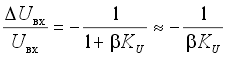 ΔU_вх / U_вх = − 1 / (1 + βK_U) ≈ − 1 / (βK_U)